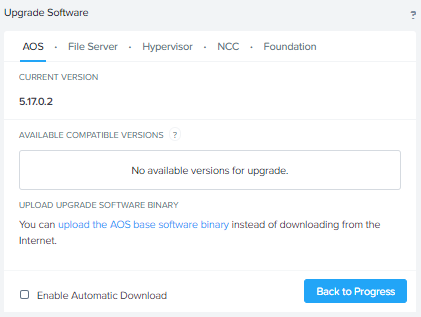 Upgrade Software ?
AOS · File Server · Hypervisor · NCC · Foundation
CURRENT VERSION
5.17.0.2
AVAILABLE COMPATIBLE VERSIONS ?
No available versions for upgrade.
UPLOAD UPGRADE SOFTWARE BINARY
You can upload the AOS base software binary instead of downloading from the
Internet.
Enable Automatic Download
Back to Progress